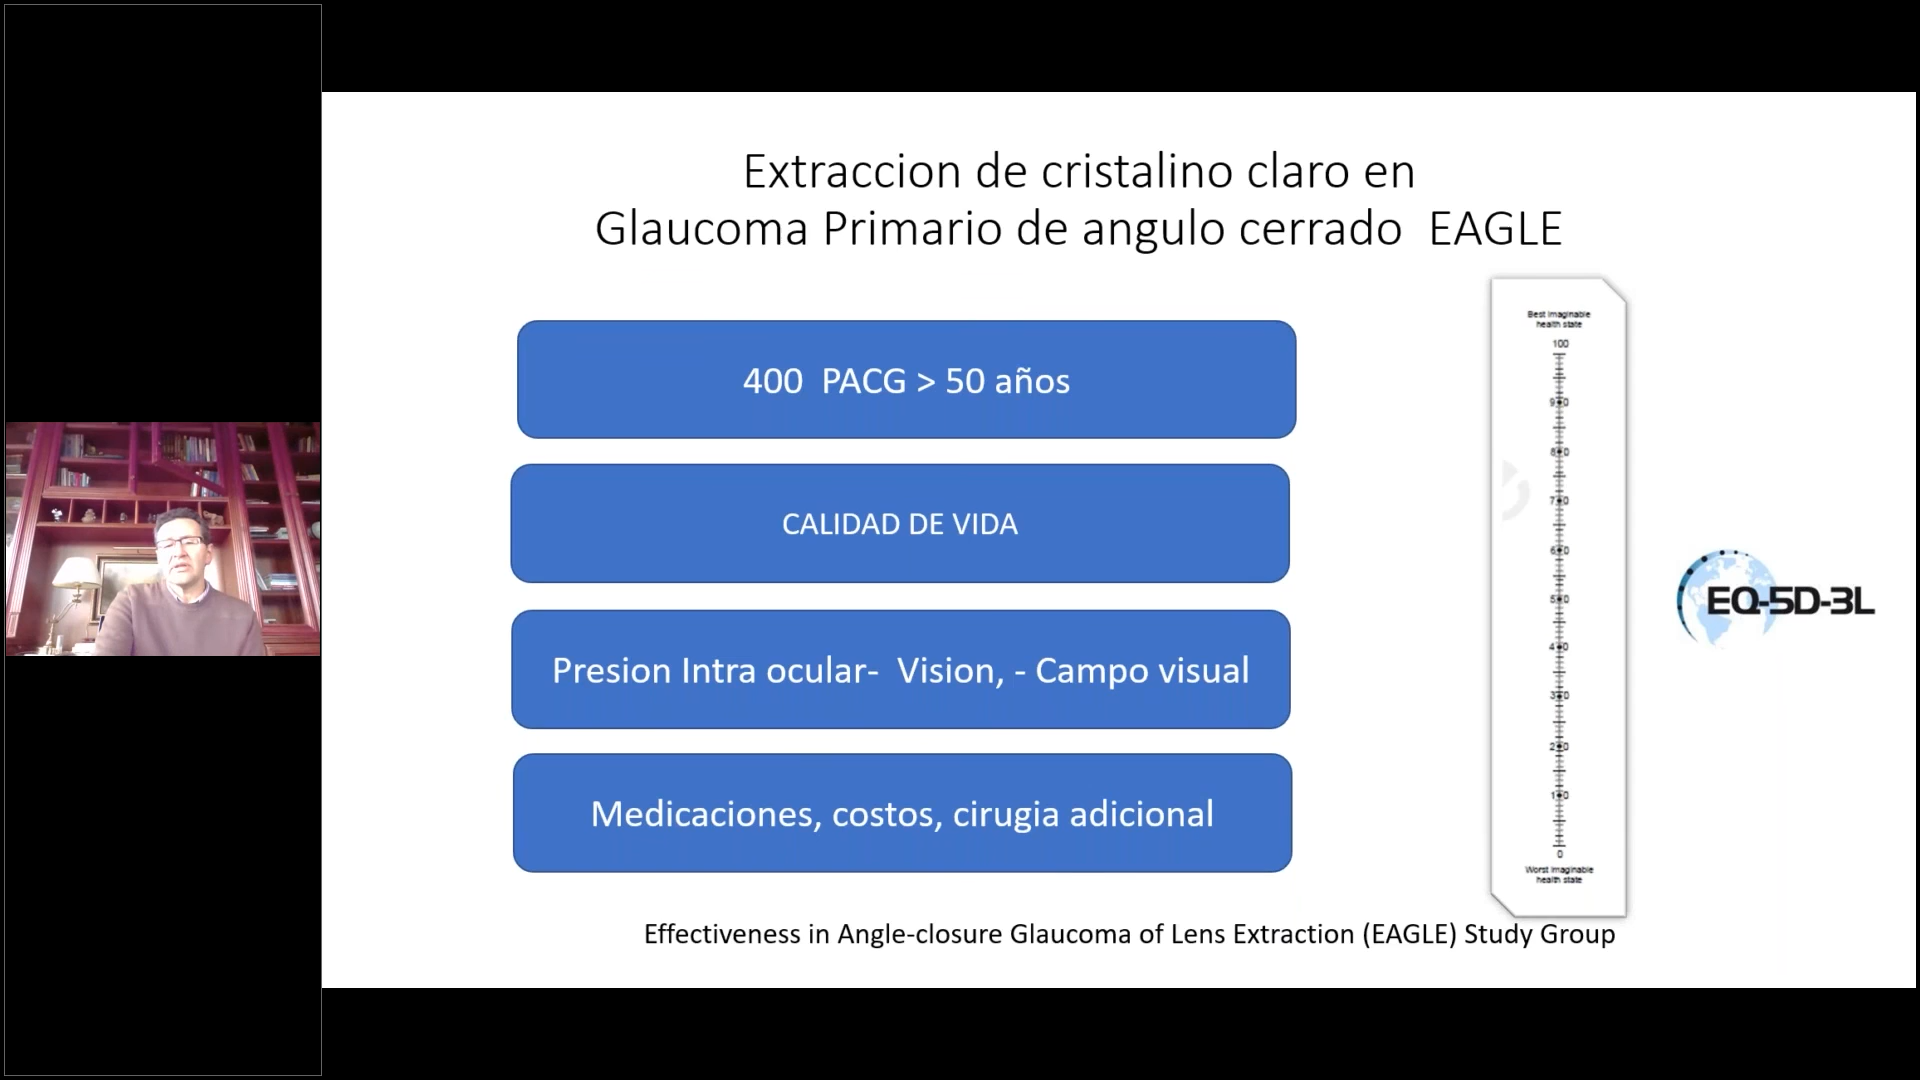 Extraccion de cristalino claro en
Glaucoma Primario de angulo cerrado EAGLE
400 PACG > 50 años
CALIDAD DE VIDA
Presion Intra ocular- Vision, - Campo visual
Medicaciones, costos, cirugia adicional
Best imaginable
health state
100
90
80
70
60
50
40
30
20
10
0
Worst imaginable
health state
EQ-5D-3L
Effectiveness in Angle-closure Glaucoma of Lens Extraction (EAGLE) Study Group